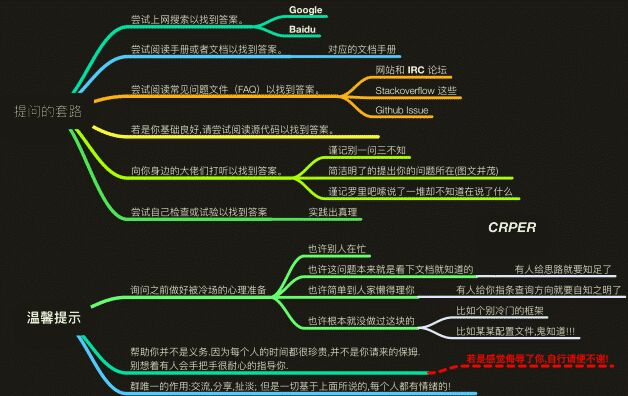 提问的套路
尝试上网搜索以找到答案。
Google
Baidu
尝试阅读手册或者文档以找到答案。
对应的文档手册
尝试阅读常见问题文件（FAQ）以找到答案。
网站和 IRC 论坛
Stackoverflow 这些
Github Issue
若是你基础良好,请尝试阅读源代码以找到答案。
向你身边的大佬们打听以找到答案。
谨记别一问三不知
简洁明了的提出你的问题所在(图文并茂)
谨记罗里吧嗦说了一堆却不知道在说了什么
尝试自己检查或试验以找到答案
实践出真理
CRPER
温馨提示
询问之前做好被冷场的心理准备
也许别人在忙
也许这问题本来就是看下文档就知道的
有人给思路就要知足了
也许简单到人家懒得理你
有人给你指条查询方向就要自知之明了
也许根本就没做过这块的
比如个别冷门的框架
比如某某配置文件,鬼知道!!!
帮助你并不是义务.因为每个人的时间都很珍贵,并不是你请来的保姆.
别想着有人会手把手很耐心的指导你.
若是感觉侮辱了你,自行请便不谢!
群唯一的作用:交流,分享,扯淡; 但是一切基于上面所说的,每个人都有情绪的!